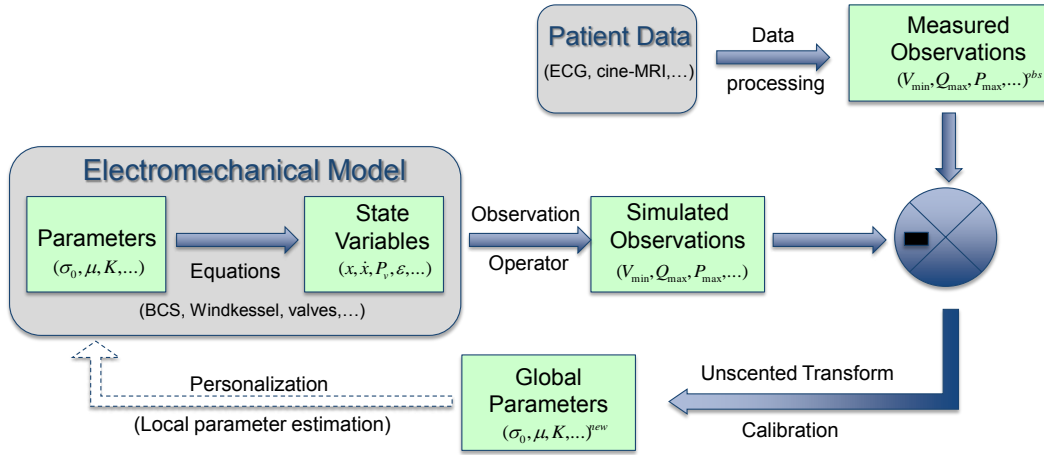 Patient Data
(ECG, cine-MRI,…)
Data
processing
Measured
Observations
(V_min, Q_max, P_max,...)^obs
Electromechanical Model
Parameters
(σ_0, μ, K,...)
Equations
State
Variables
(x, ẋ, P_v, ε,...)
(BCS, Windkessel, valves,…)
Observation
Operator
Simulated
Observations
(V_min, Q_max, P_max,...)
Unscented Transform
Calibration
Global
Parameters
(σ_0, μ, K,...)^new
Personalization
(Local parameter estimation)